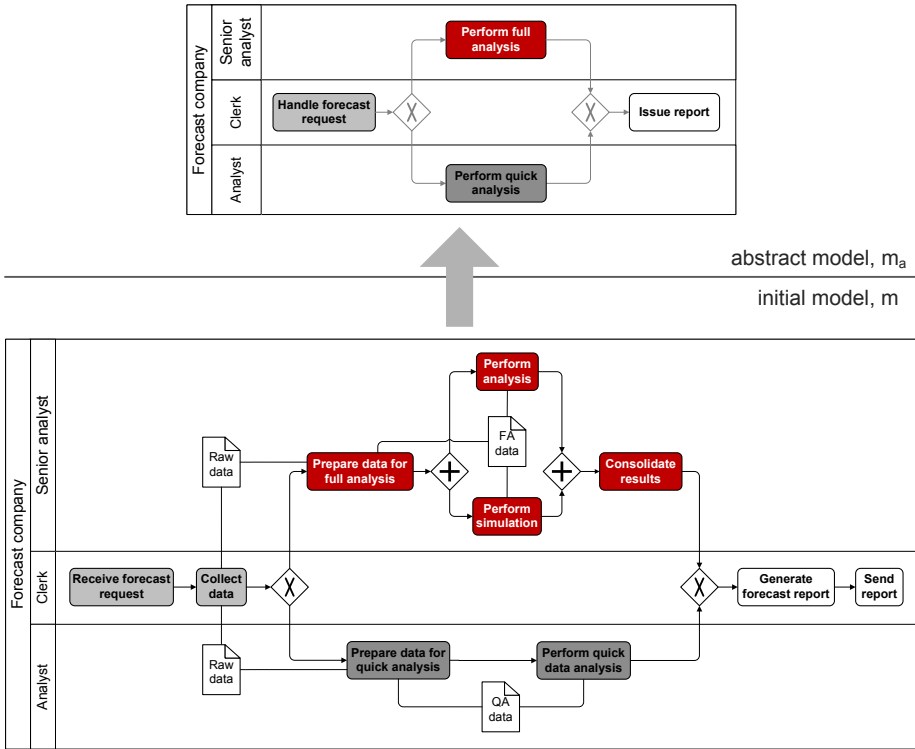 Forecast company
Senior
analyst
Clerk
Analyst
Perform full
analysis
Handle forecast
request
X
X
Issue report
Perform quick
analysis
abstract model, ma
initial model, m
Forecast company
Senior analyst
Clerk
Analyst
Perform
analysis
Raw
data
FA
data
Prepare data for
full analysis
Consolidate
results
Perform
simulation
Receive forecast
request
Collect
data
X
X
Generate
forecast report
Send
report
Raw
data
Prepare data for
quick analysis
Perform quick
data analysis
QA
data